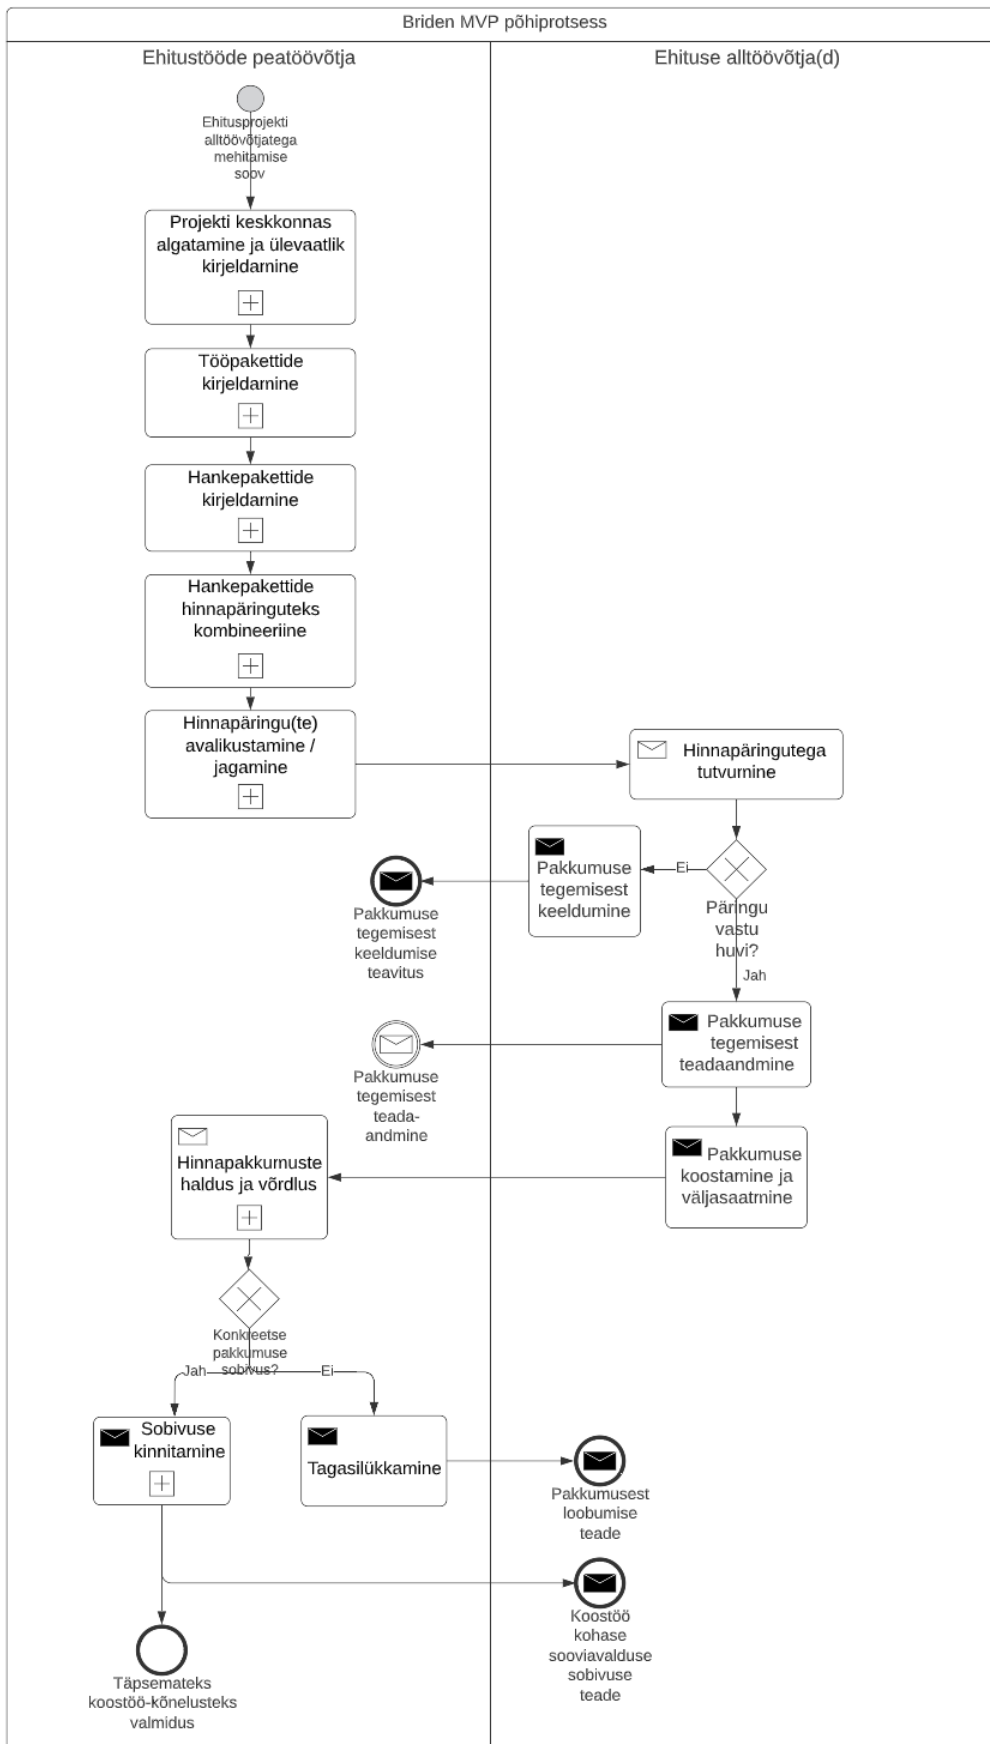 Briden MVP põhiprotsess
Ehitustööde peatöövõtja
Ehituse alltöövõtja(d)
Ehitusprojekti
alltöövõtjatega
mehitamise
soov
Projekti keskkonnas
algatamine ja ülevaatlik
kirjeldamine
Tööpakettide
kirjeldamine
Hankepakettide
kirjeldamine
Hankepakettide
hinnapäringuteks
kombineeriine
Hinnapäringu(te)
avalikustamine /
jagamine
Hinnapäringutega
tutvumine
Ei
Päringu
vastu
huvi?
Jah
Pakkumuse
tegemisest
keeldumine
Pakkumuse
tegemisest
keeldumise
teavitus
Pakkumuse
tegemisest
teadaandmine
Pakkumuse
tegemisest
teada-
andmine
Pakkumuse
koostamine ja
väljasaatmine
Hinnapakkumuste
haldus ja võrdlus
Konkreetse
pakkumuse
sobivus?
Jah
Ei
Sobivuse
kinnitamine
Tagasilükkamine
Pakkumusest
loobumise
teade
Koostöö
kohase
sooviavalduse
sobivuse
teade
Täpsemateks
koostöö-kõnelusteks
valmidus